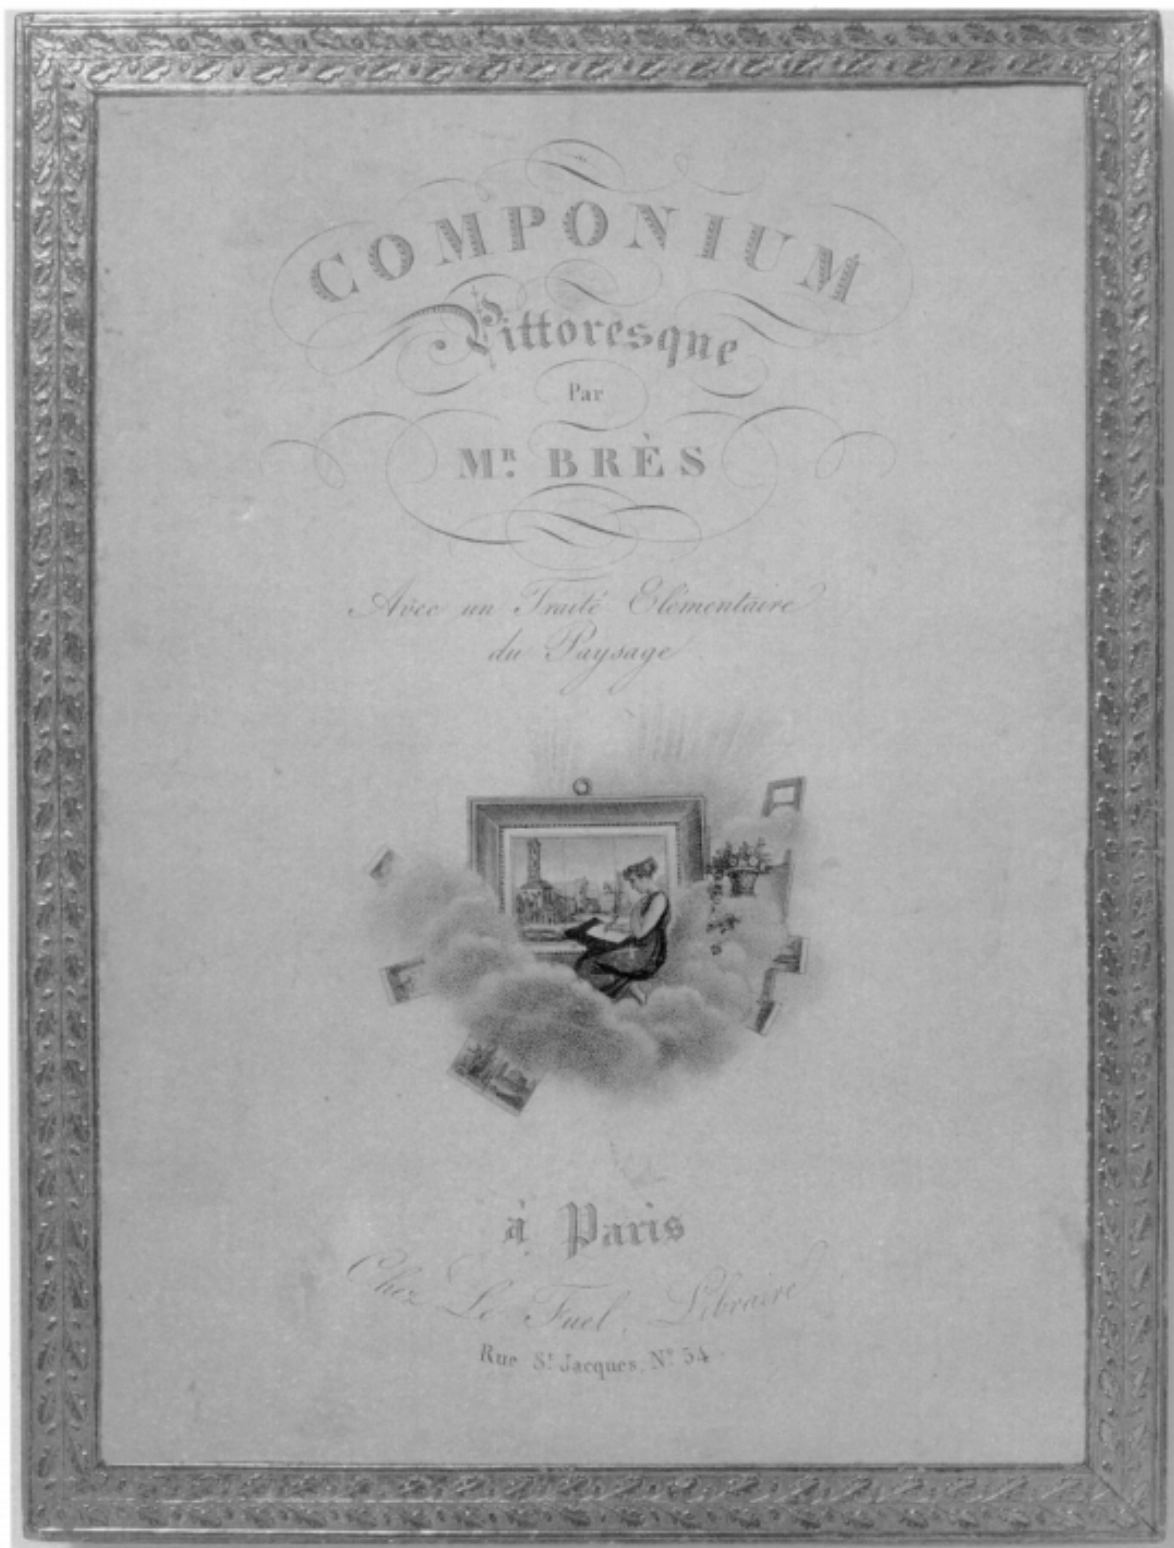 COMPONIUM
Pittoresque
Par
MR. BRÈS
Avec un Traité Elémentaire
du Paysage.
à Paris
Chez Le Fuel, Libraire
Rue St. Jacques, No 54.